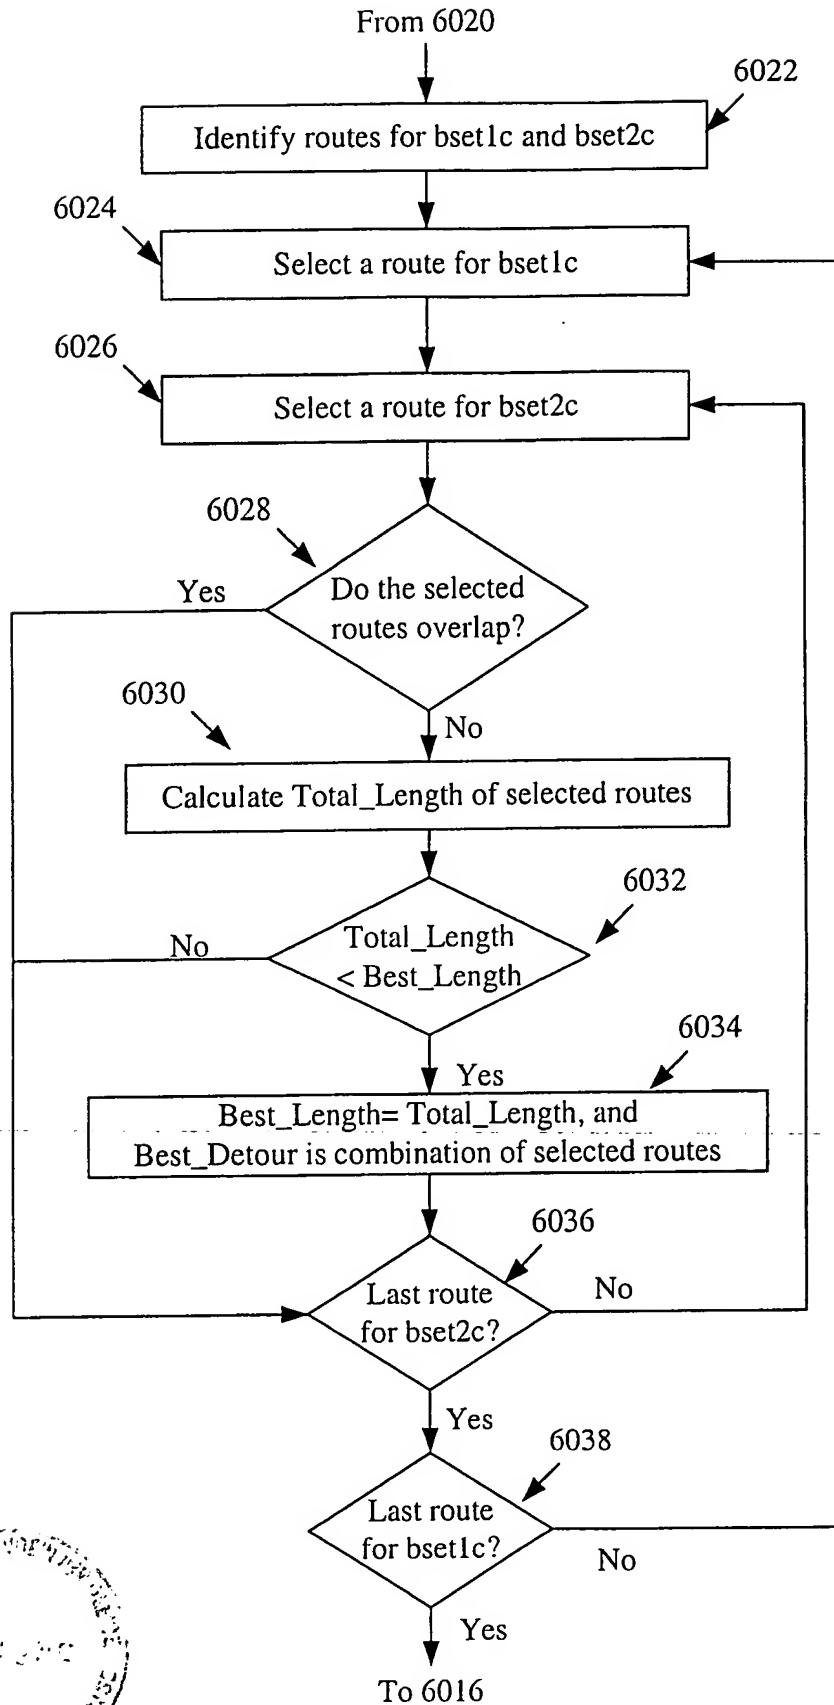 From 6020
6022
Identify routes for bset1c and bset2c
6024
Select a route for bset1c
6026
Select a route for bset2c
6028
Yes
Do the selected
routes overlap?
6030
No
Calculate Total_Length of selected routes
6032
No
Total_Length
< Best_Length
6034
Yes
Best_Length= Total_Length, and
Best_Detour is combination of selected routes
6036
Last route
for bset2c?
No
Yes
6038
Last route
for bset1c?
No
Yes
To 6016